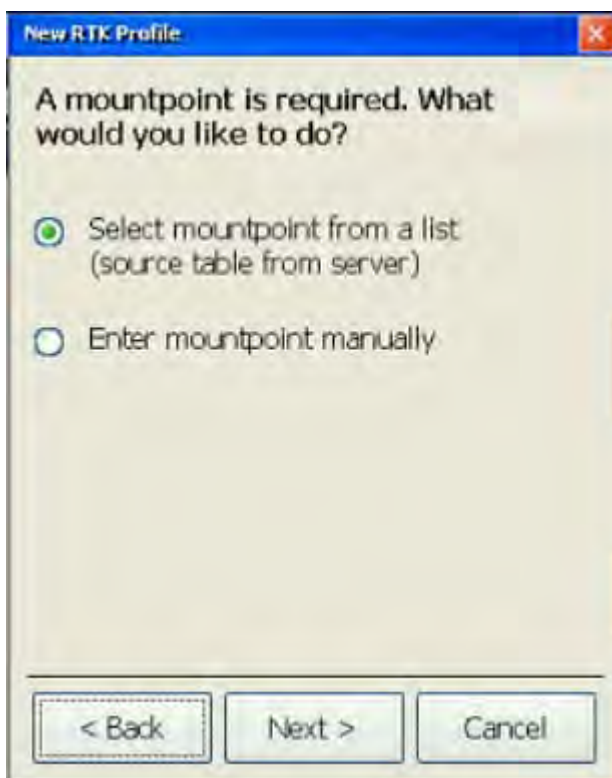 New RTK Profile
A mountpoint is required. What
would you like to do?
Select mountpoint from a list
(source table from server)
Enter mountpoint manually
< Back
Next >
Cancel